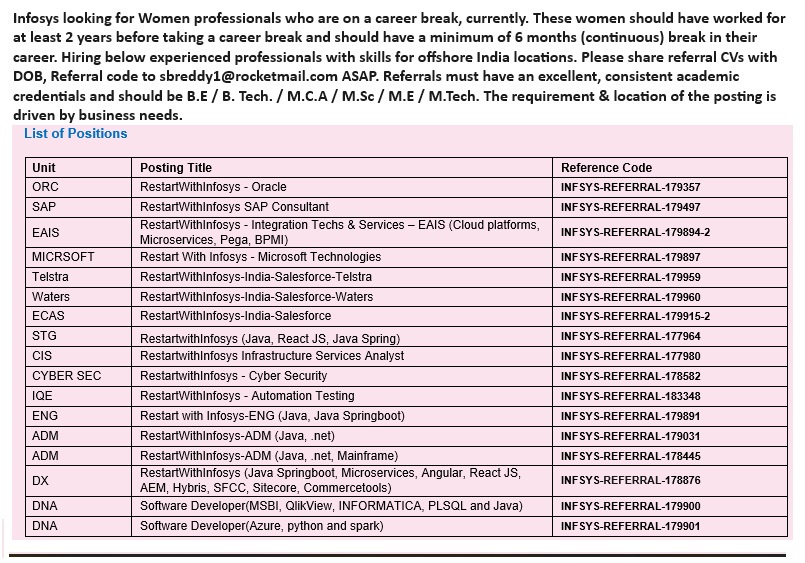 Infosys looking for Women professionals who are on a career break, currently. These women should have worked for
at least 2 years before taking a career break and should have a minimum of 6 months (continuous) break in their
career. Hiring below experienced professionals with skills for offshore India locations. Please share referral CVs with
DOB, Referral code to sbreddy1@rocketmail.com ASAP. Referrals must have an excellent, consistent academic
credentials and should be B.E / B. Tech. / M.C.A / M.Sc / M.E / M.Tech. The requirement & location of the posting is
driven by business needs.
List of Positions
Unit Posting Title Reference Code
ORC RestartWithInfosys - Oracle INFSYS-REFERRAL-179357
SAP RestartWithInfosys SAP Consultant INFSYS-REFERRAL-179497
EAIS RestartWithInfosys - Integration Techs & Services – EAIS (Cloud platforms, INFSYS-REFERRAL-179894-2
Microservices, Pega, BPMI)
MICRSOFT Restart With Infosys - Microsoft Technologies INFSYS-REFERRAL-179897
Telstra RestartWithInfosys-India-Salesforce-Telstra INFSYS-REFERRAL-179959
Waters RestartWithInfosys-India-Salesforce-Waters INFSYS-REFERRAL-179960
ECAS RestartWithInfosys-India-Salesforce INFSYS-REFERRAL-179915-2
STG RestartwithInfosys (Java, React JS, Java Spring) INFSYS-REFERRAL-177964
CIS RestartwithInfosys Infrastructure Services Analyst INFSYS-REFERRAL-177980
CYBER SEC RestartwithInfosys - Cyber Security INFSYS-REFERRAL-178582
IQE RestartWithInfosys - Automation Testing INFSYS-REFERRAL-183348
ENG Restart with Infosys-ENG (Java, Java Springboot) INFSYS-REFERRAL-179891
ADM RestartWithInfosys-ADM (Java, .net) INFSYS-REFERRAL-179031
ADM RestartWithInfosys-ADM (Java, .net, Mainframe) INFSYS-REFERRAL-178445
DX RestartWithInfosys (Java Springboot, Microservices, Angular, React JS, INFSYS-REFERRAL-178876
AEM, Hybris, SFCC, Sitecore, Commercetools)
DNA Software Developer(MSBI, QlikView, INFORMATICA, PLSQL and Java) INFSYS-REFERRAL-179900
DNA Software Developer(Azure, python and spark) INFSYS-REFERRAL-179901